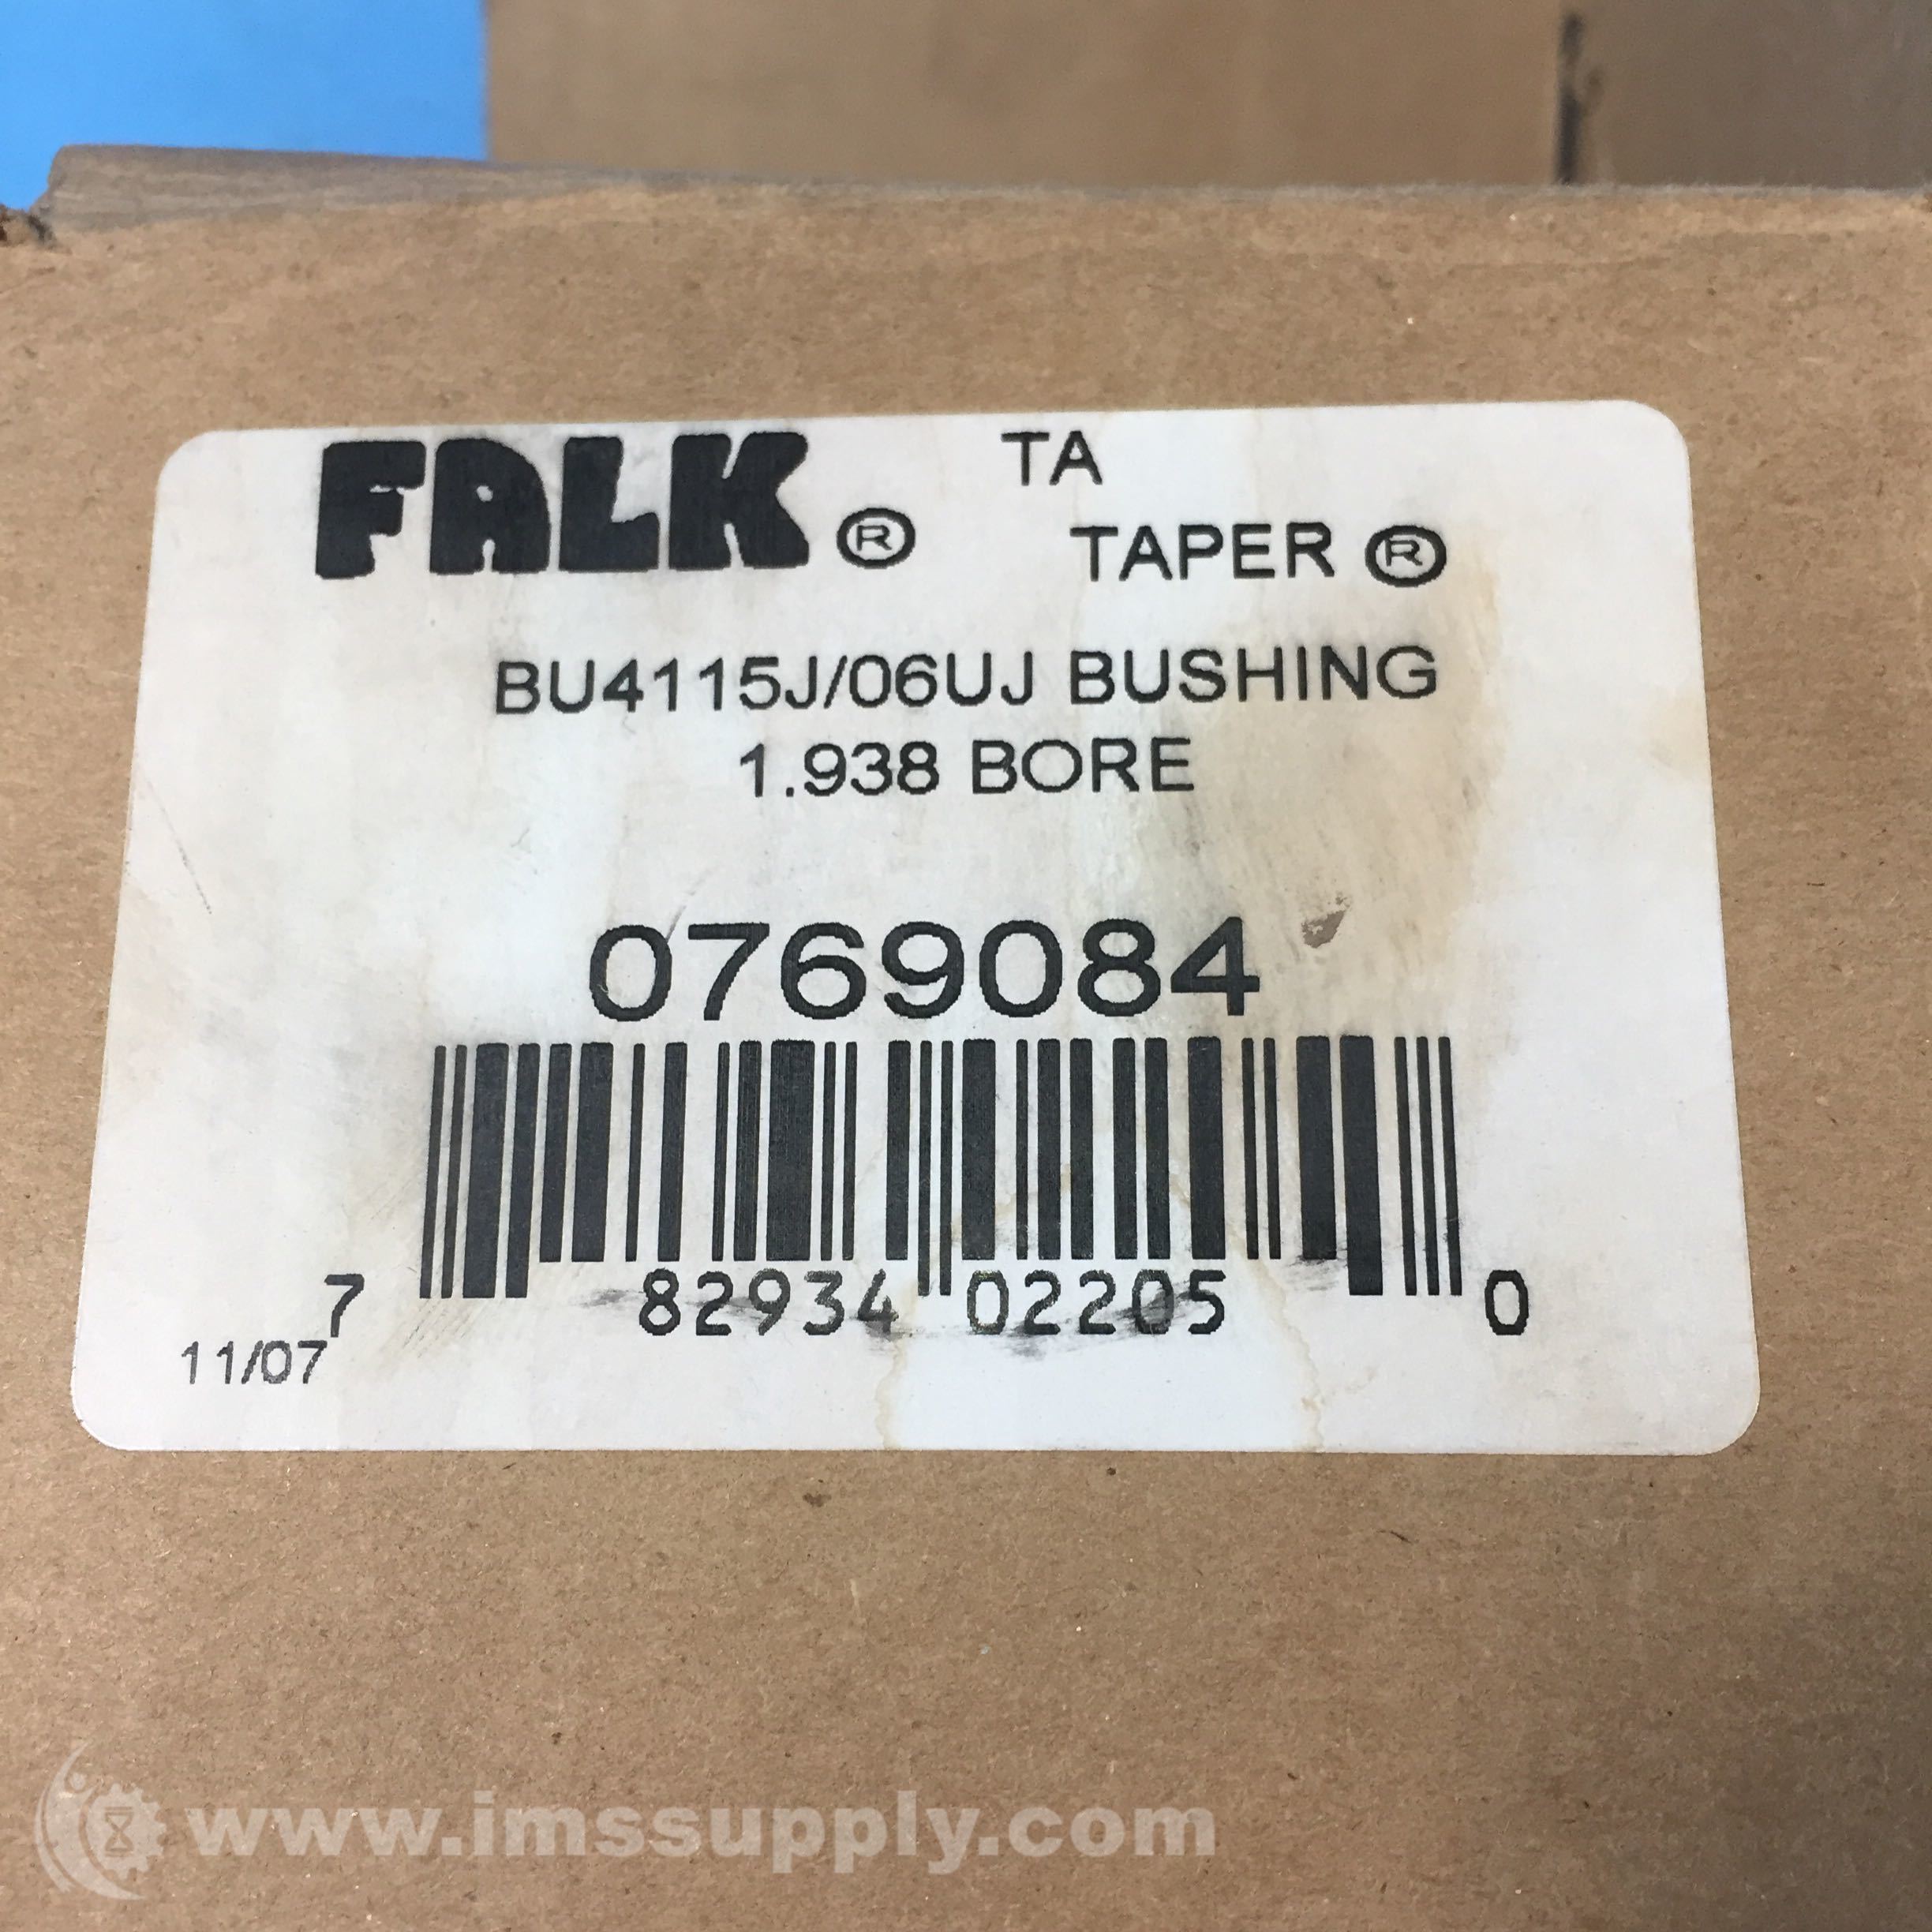 FALK ® TA
TAPER ®
BU4115J/06UJ BUSHING
1.938 BORE
0769084
7 82934 02205 0
11/07
www.imssupply.com